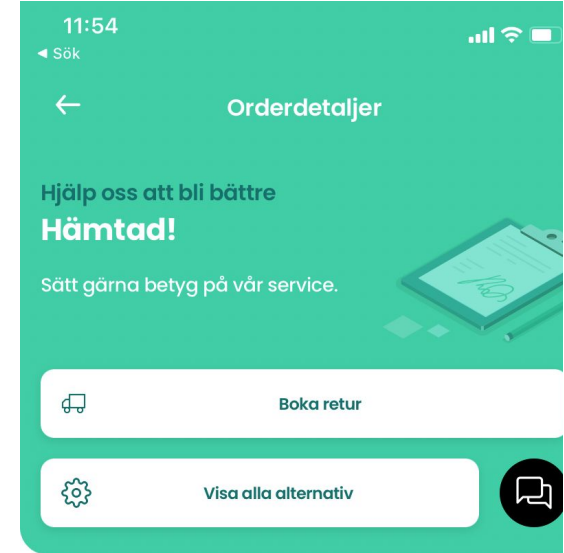 11:54
◀ Sök
Orderdetaljer
Hjälp oss att bli bättre
Hämtad!
Sätt gärna betyg på vår service.
Boka retur
Visa alla alternativ